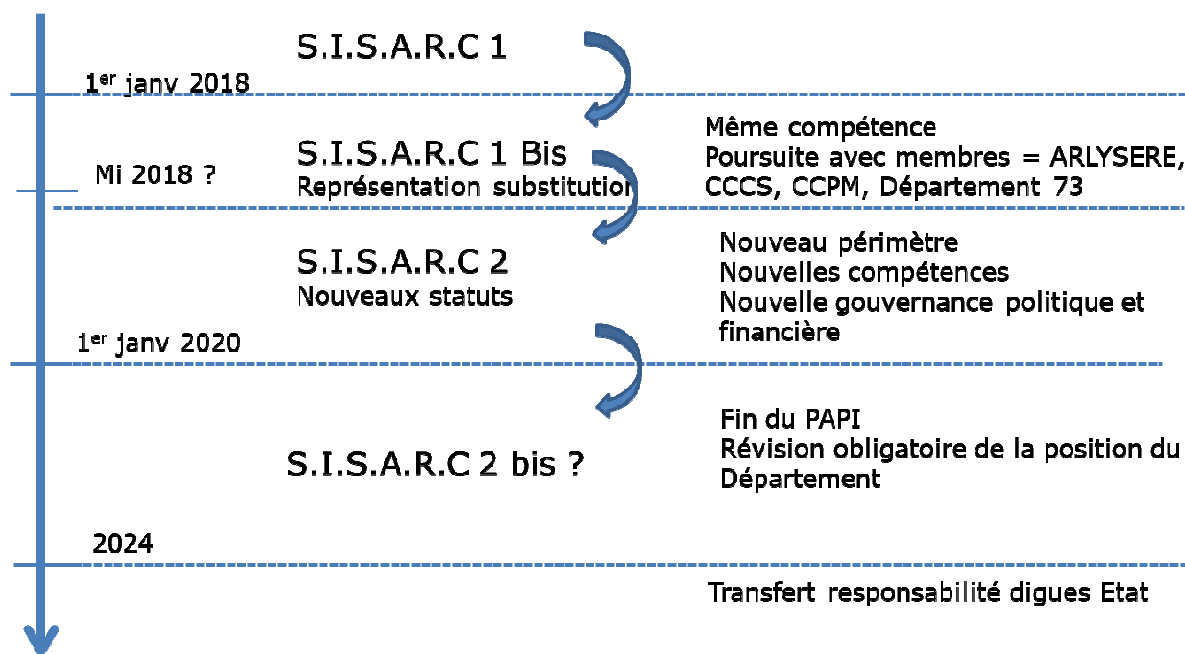 S.I.S.A.R.C 1
1er janv 2018
Même compétence
S.I.S.A.R.C 1 Bis
Poursuite avec membres = ARLYSERE,
Mi 2018 ?
Représentation substitution
CCCS, CCPM, Département 73
Nouveau périmètre
S.I.S.A.R.C 2
Nouvelles compétences
Nouveaux statuts
Nouvelle gouvernance politique et
financière
1er janv 2020
Fin du PAPI
Révision obligatoire de la position du
S.I.S.A.R.C 2 bis ?
Département
2024
Transfert responsabilité digues Etat